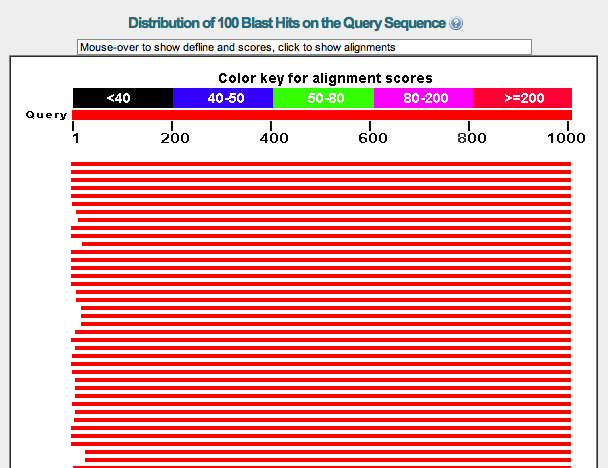 Distribution of 100 Blast Hits on the Query Sequence ?
Mouse-over to show defline and scores, click to show alignments
Color key for alignment scores
<40 40-50 50-80 80-200 >=200
Query
1 200 400 600 800 1000